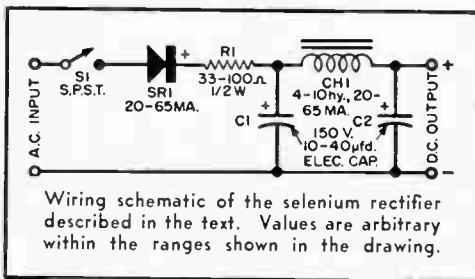 A.C. INPUT
S1
S.P.S.T.
SR1
20-65MA.
+
R1
33-100Ω
1/2W
C1
+
CH1
4-10hy., 20-
65 MA.
150 V.
10-40µfd.
ELEC. CAP.
+
C2
+
D.C. OUTPUT
-
Wiring schematic of the selenium rectifier
described in the text. Values are arbitrary
within the ranges shown in the drawing.